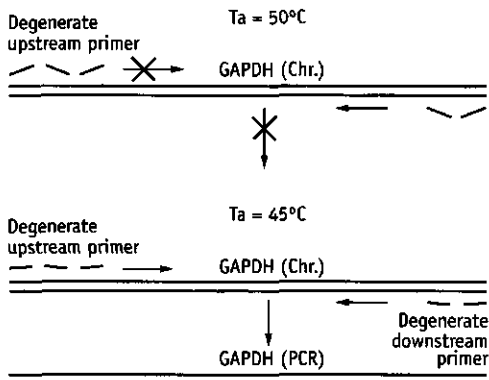 Ta = 50°C
Degenerate
upstream primer
GAPDH (Chr.)
Ta = 45°C
Degenerate
upstream primer
GAPDH (Chr.)
Degenerate
downstream
primer
GAPDH (PCR)